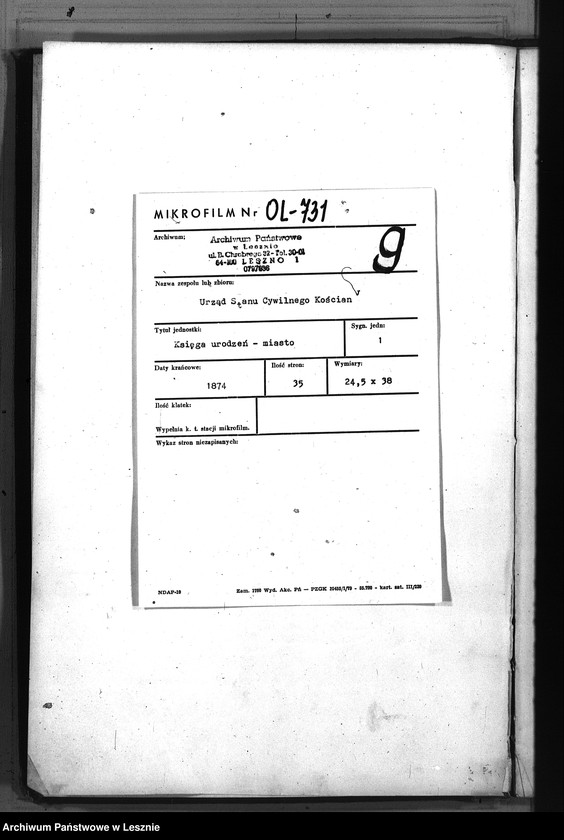 MIKROFILM Nr OL-731
9
Archiwum:
Archiwum Państwowe
w Lesznie
ul. B. Chrobrego 32 - Tel. 30-01
64-100 LESZNO 1
0797936
Nazwa zespołu lub zbioru:
Urząd Stanu Cywilnego Kościan
Tytuł jednostki:
Księga urodzeń - miasto
Sygn. jedn:
1
Daty krańcowe:
1874
Ilość stron:
35
Wymiary:
24,5 x 38
Ilość klatek:
Wypełnia k. t. stacji mikrofilm.
Wykaz stron niezapisanych:
NDAP-18
Archiwum Państwowe w Lesznie